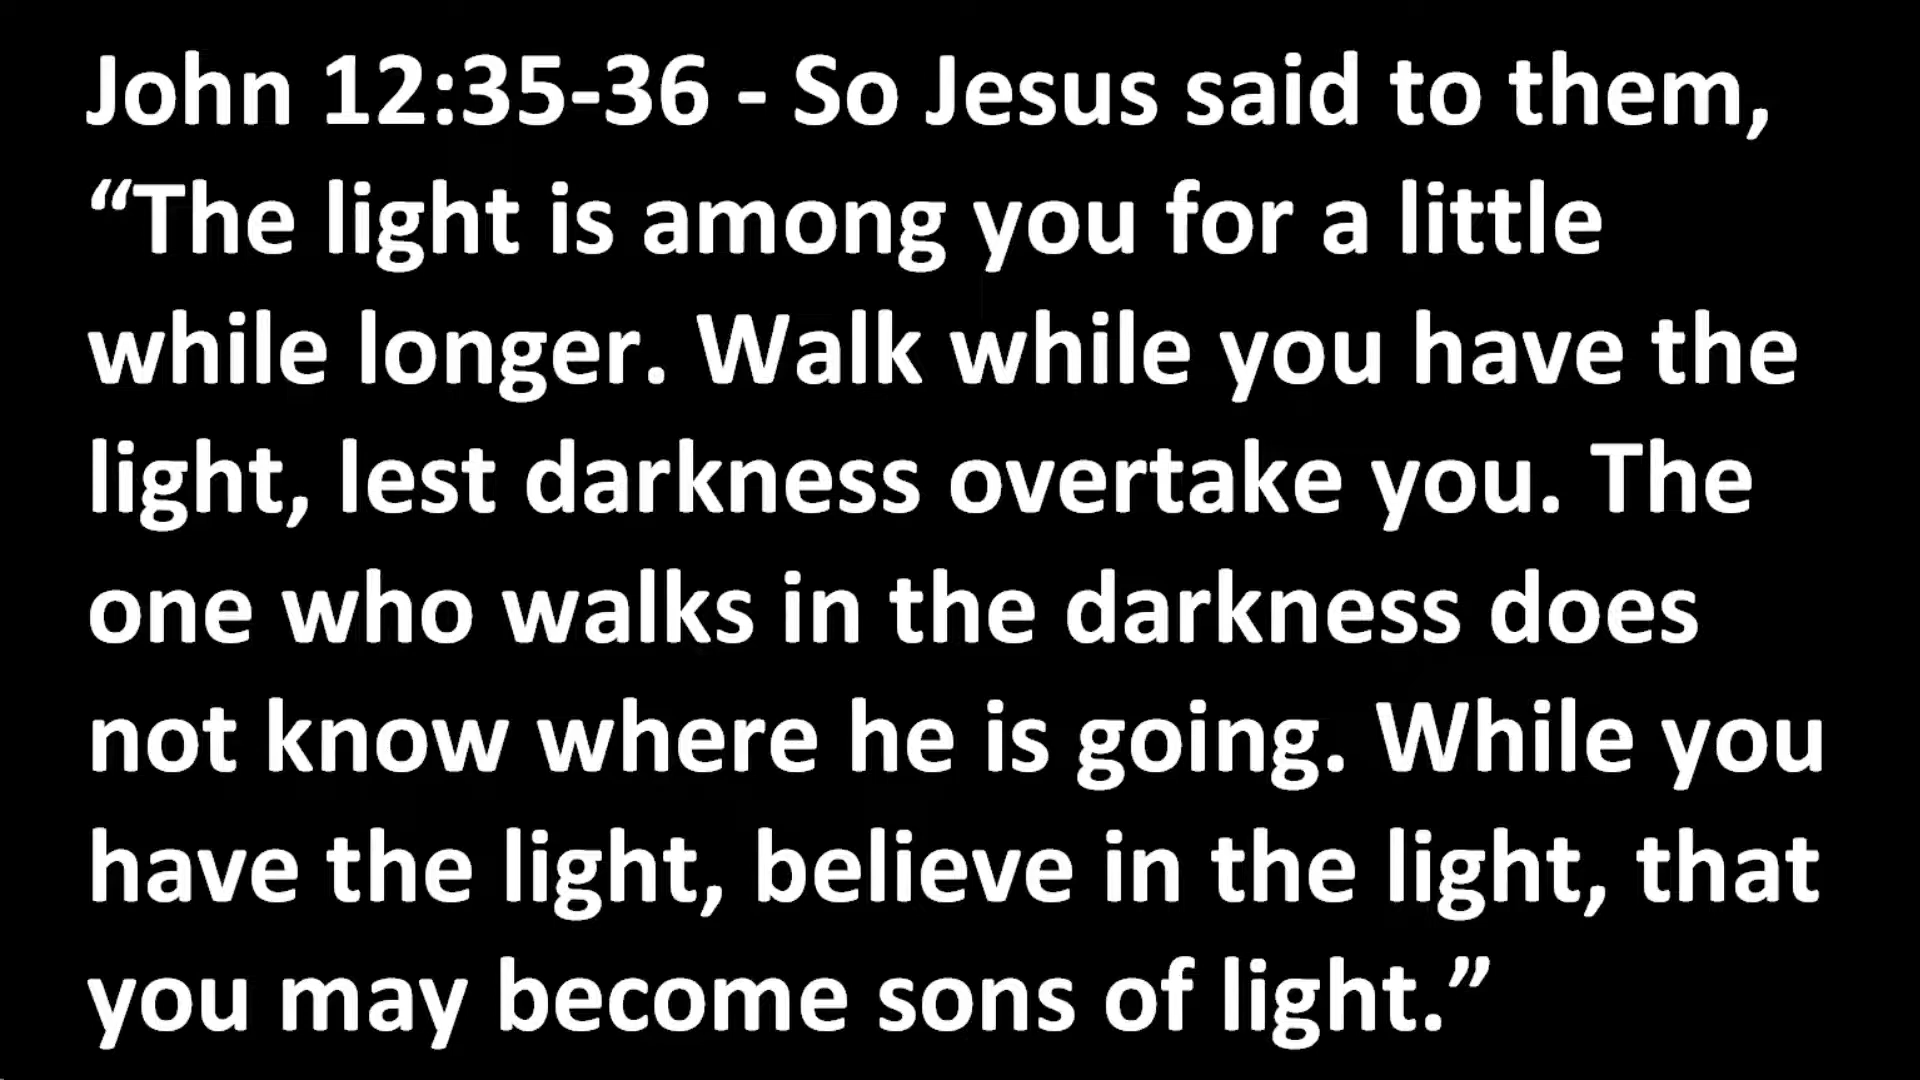 John 12:35-36 - So Jesus said to them,
“The light is among you for a little
while longer. Walk while you have the
light, lest darkness overtake you. The
one who walks in the darkness does
not know where he is going. While you
have the light, believe in the light, that
you may become sons of light.”